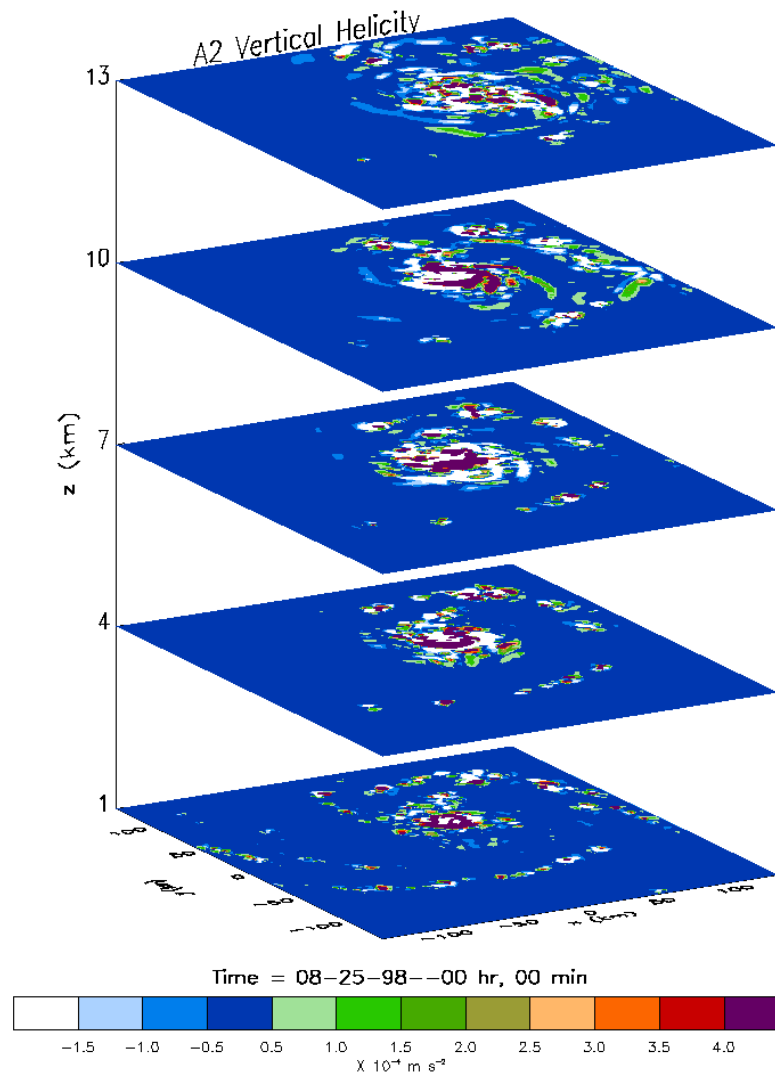 A2 Vertical Helicity
13
10
7
z (km)
4
1
100
50
0
-50
-100
y (km)
-100
-50
0
50
100
x (km)
Time = 08-25-98--00 hr, 00 min
-1.5 -1.0 -0.5 0.5 1.0 1.5 2.0 2.5 3.0 3.5 4.0
X 10⁻⁴ m s⁻²